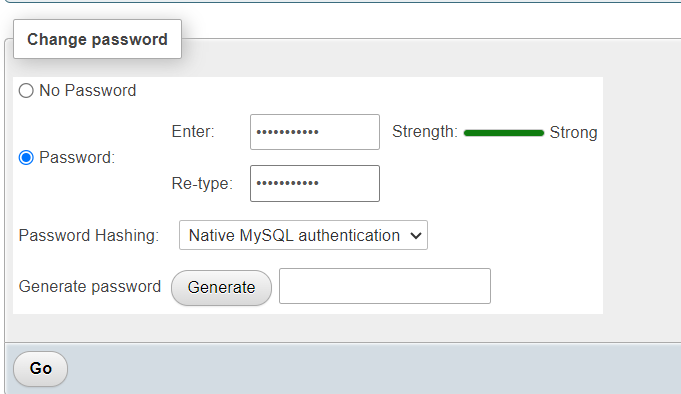 Change password
No Password
Enter: ••••••••••• Strength: Strong
Password:
Re-type: •••••••••••
Password Hashing: Native MySQL authentication
Generate password Generate
Go